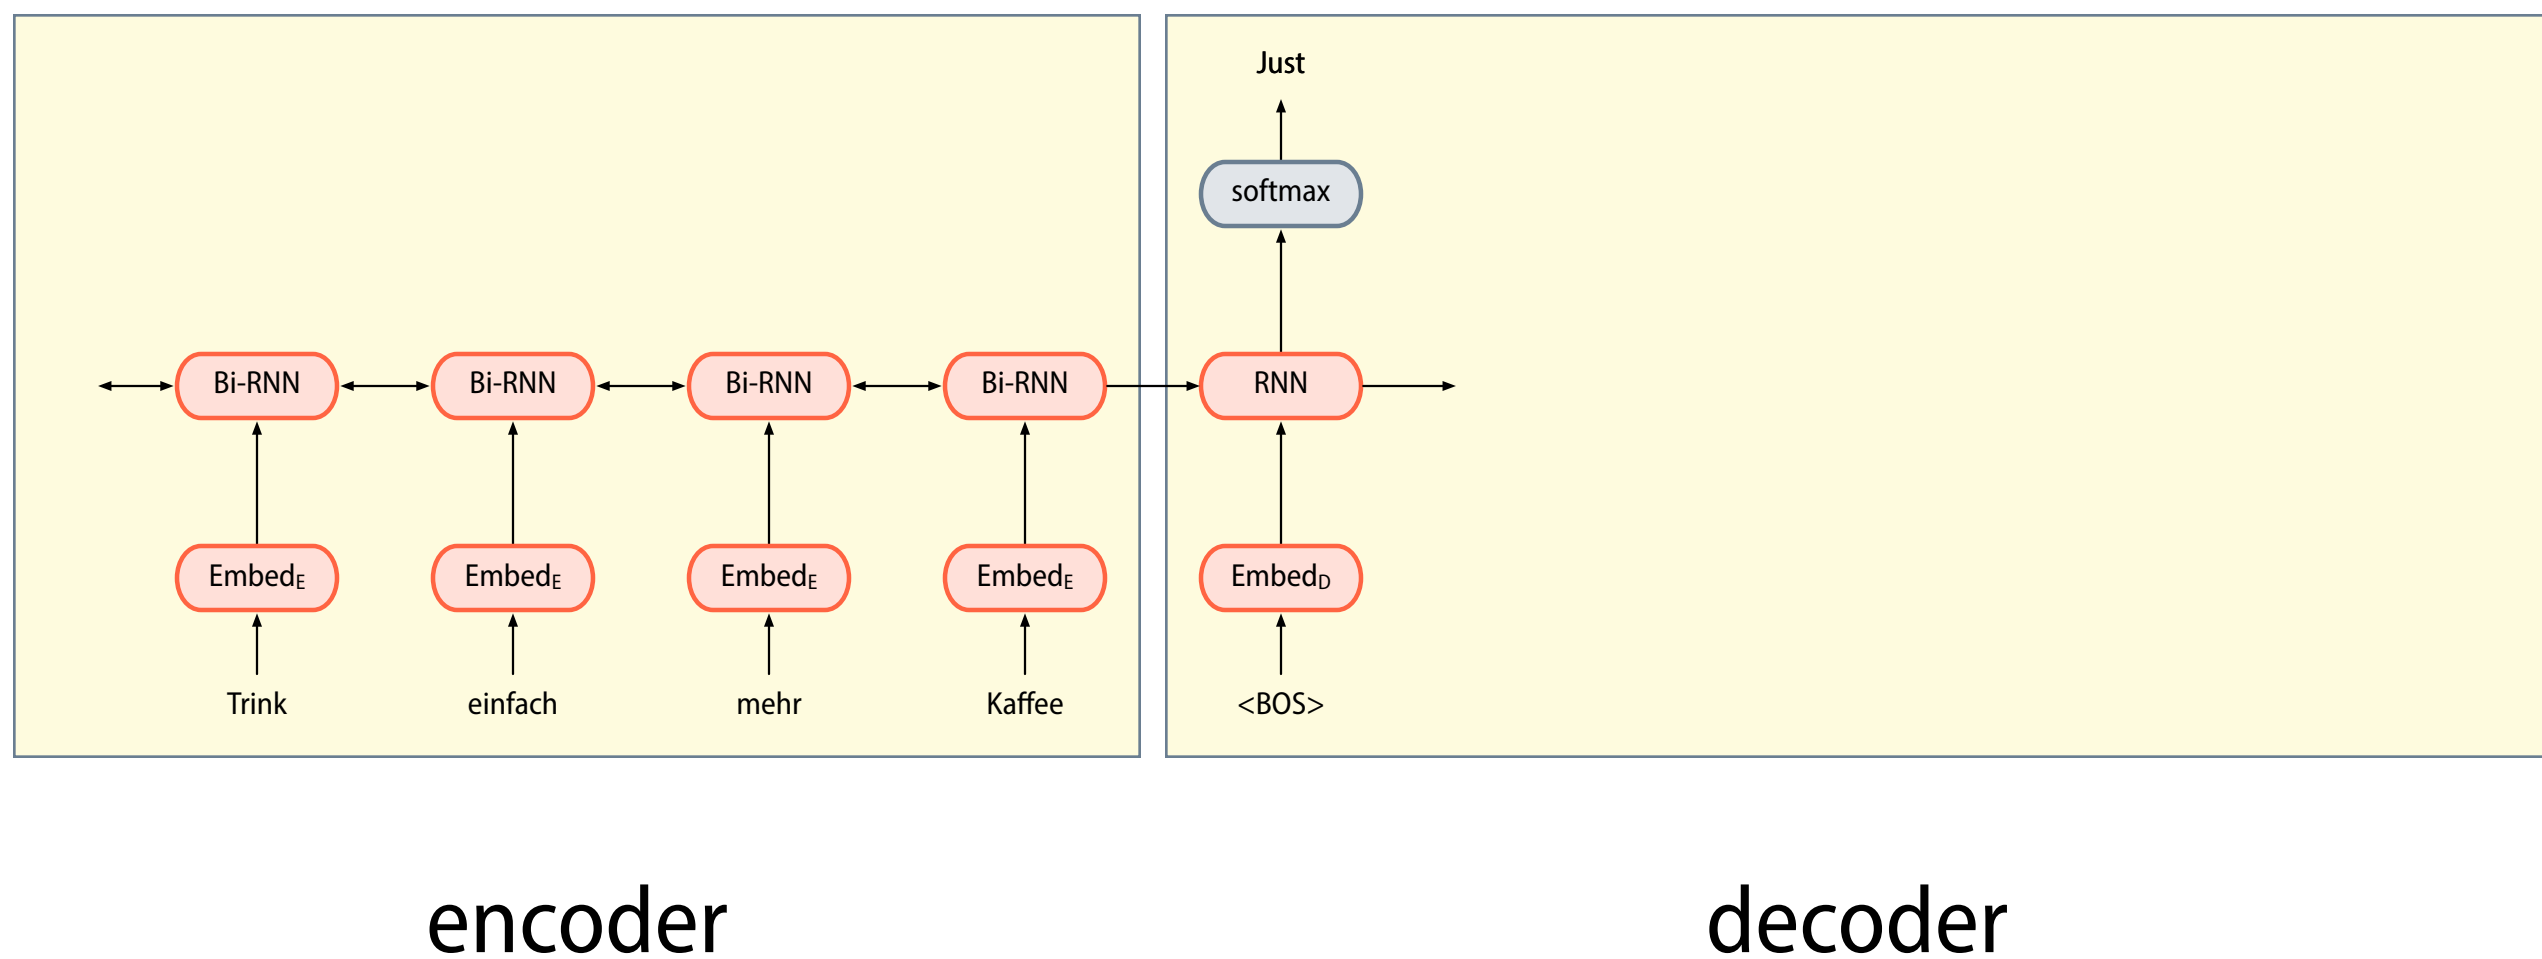 Just
softmax
Bi-RNN Bi-RNN Bi-RNN Bi-RNN RNN
EmbedE EmbedE EmbedE EmbedE EmbedD
Trink einfach mehr Kaffee <BOS>
encoder decoder